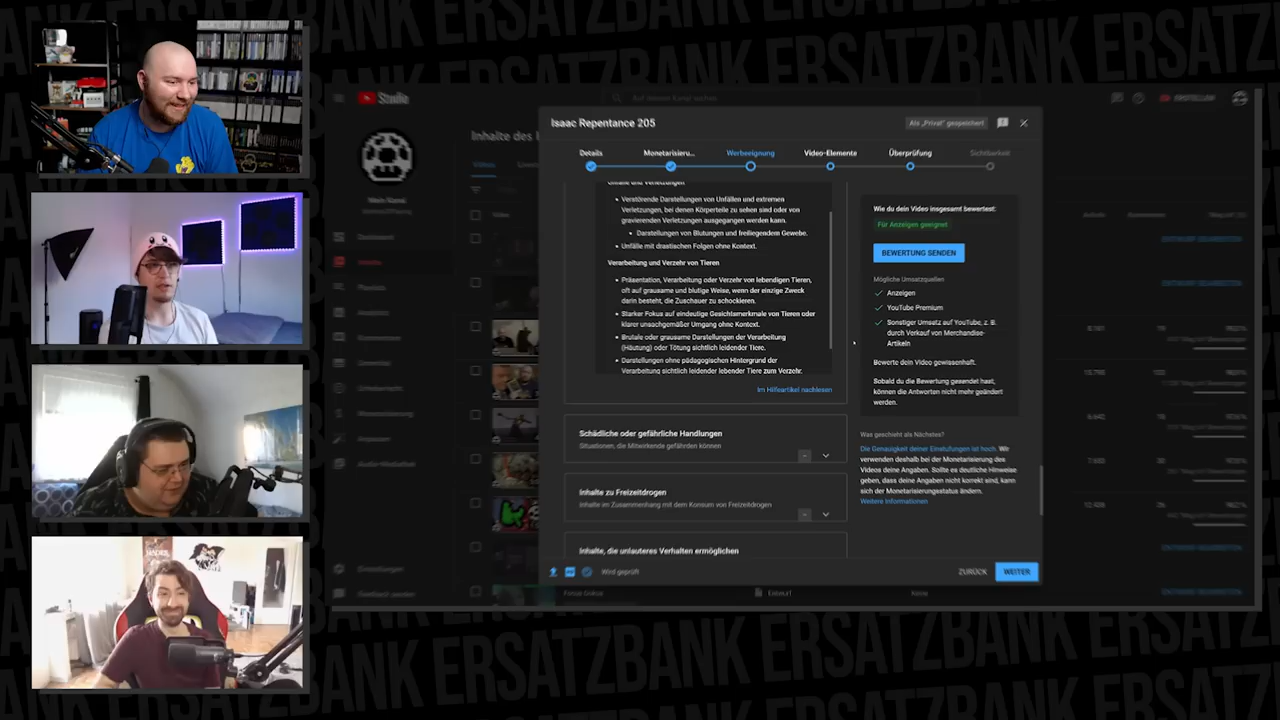 ERSATZBANK
Studio
Isaac Repentance 205
Als „Privat" gespeichert
Inhalte des
Details
Monetarisieru...
Werbeeignung
Video-Elemente
Überprüfung
Sichtbarkeit
Verstörende Darstellungen von Unfällen und extremen
Verletzungen, bei denen Körperteile zu sehen sind oder von
gravierenden Verletzungen ausgegangen werden kann.
Darstellungen von Blutungen und freiliegendem Gewebe.
Unfälle mit drastischen Folgen ohne Kontext.
Verarbeitung und Verzehr von Tieren
Präsentation, Verarbeitung oder Verzehr von lebendigen Tieren,
oft auf grausame und blutige Weise, wenn der einzige Zweck
darin besteht, die Zuschauer zu schockieren.
Starker Fokus auf eindeutige Gesichtsmerkmale von Tieren oder
klarer unsachgemäßer Umgang ohne Kontext.
Brutale oder grausame Darstellungen der Verarbeitung
(Häutung) oder Tötung sichtlich leidender Tiere.
Darstellungen ohne pädagogischen Hintergrund der
Verarbeitung sichtlich leidender lebender Tiere zum Verzehr.
Im Hilfeartikel nachlesen
Schädliche oder gefährliche Handlungen
Situationen, die Mitwirkende gefährden können
Inhalte zu Freizeitdrogen
Inhalte im Zusammenhang mit dem Konsum von Freizeitdrogen
Inhalte, die unlauteres Verhalten ermöglichen
Wie du dein Video insgesamt bewertest:
Für Anzeigen geeignet
BEWERTUNG SENDEN
Mögliche Umsatzquellen
Anzeigen
YouTube Premium
Sonstiger Umsatz auf YouTube, z. B.
durch Verkauf von Merchandise-
Artikeln
Bewerte dein Video gewissenhaft.
Sobald du die Bewertung gesendet hast,
können die Antworten nicht mehr geändert
werden.
Was geschieht als Nächstes?
Die Genauigkeit deiner Einstufungen ist hoch. Wir
verwenden deshalb bei der Monetarisierung des
Videos deine Angaben. Sollte es deutliche Hinweise
geben, dass deine Angaben nicht korrekt sind, kann
sich der Monetarisierungsstatus ändern.
Weitere Informationen
Wird geprüft
ZURÜCK
WEITER
Entwurf